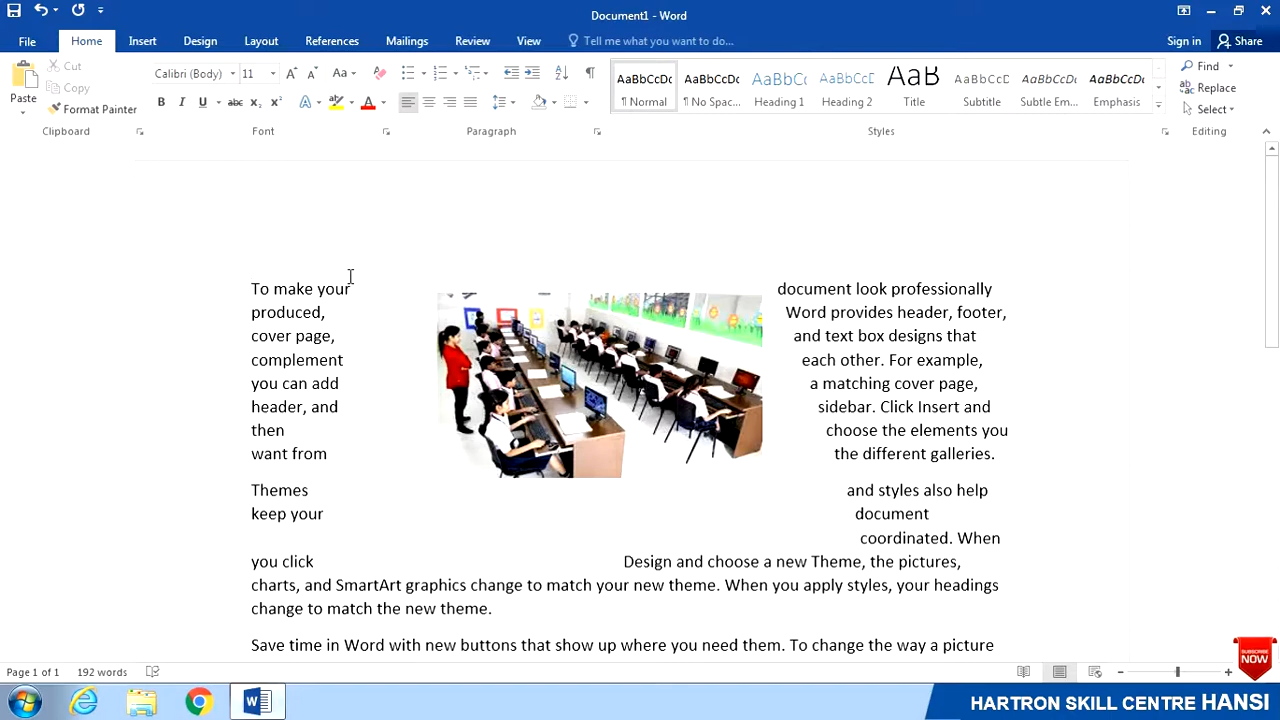 Document1 - Word
File Home Insert Design Layout References Mailings Review View Tell me what you want to do... Sign in Share
Paste
Cut
Copy
Format Painter
Clipboard
Calibri (Body) 11
Font
Paragraph
AaBbCcDc AaBbCcDc AaBbC AaBbCcC AaB AaBbCcD AaBbCcDc AaBbCcDc
¶ Normal ¶ No Spac... Heading 1 Heading 2 Title Subtitle Subtle Em... Emphasis
Styles
Find
Replace
Select
Editing
To make your document look professionally
produced, Word provides header, footer,
cover page, and text box designs that
complement each other. For example,
you can add a matching cover page,
header, and sidebar. Click Insert and
then choose the elements you
want from the different galleries.
Themes and styles also help
keep your document
coordinated. When
you click Design and choose a new Theme, the pictures,
charts, and SmartArt graphics change to match your new theme. When you apply styles, your headings
change to match the new theme.
Save time in Word with new buttons that show up where you need them. To change the way a picture
Page 1 of 1 192 words
SUBSCRIBE
NOW
HARTRON SKILL CENTRE HANSI